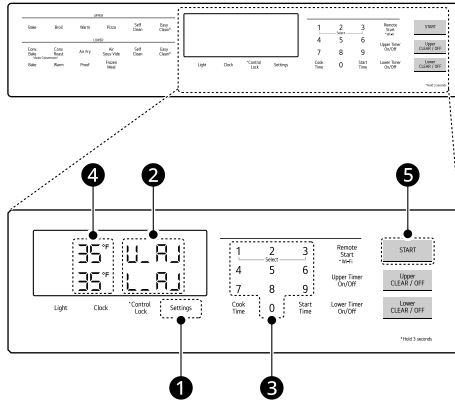 UPPER
Bake Broil Warm Pizza Self Clean Easy Clean*
LOWER
Conv. Bake Conv. Roast Air Fry Air Sous Vide Self Clean Easy Clean*
*Auto Conversion*
Bake Warm Proof Frozen Meal
Light Clock *Control Lock Settings
1 2 3
Select
4 5 6
7 8 9
Cook Time 0 Start Time
Remote Start
*Wi-Fi
Upper Timer On/Off
Lower Timer On/Off
START
Upper CLEAR / OFF
Lower CLEAR / OFF
*Hold 3 seconds
4 2 5
35°F U_AJ
35°F L_AJ
Light Clock *Control Lock Settings
1 2 3
Select
4 5 6
7 8 9
Cook Time 0 Start Time
Remote Start
*Wi-Fi
Upper Timer On/Off
Lower Timer On/Off
START
Upper CLEAR / OFF
Lower CLEAR / OFF
*Hold 3 seconds
1 3